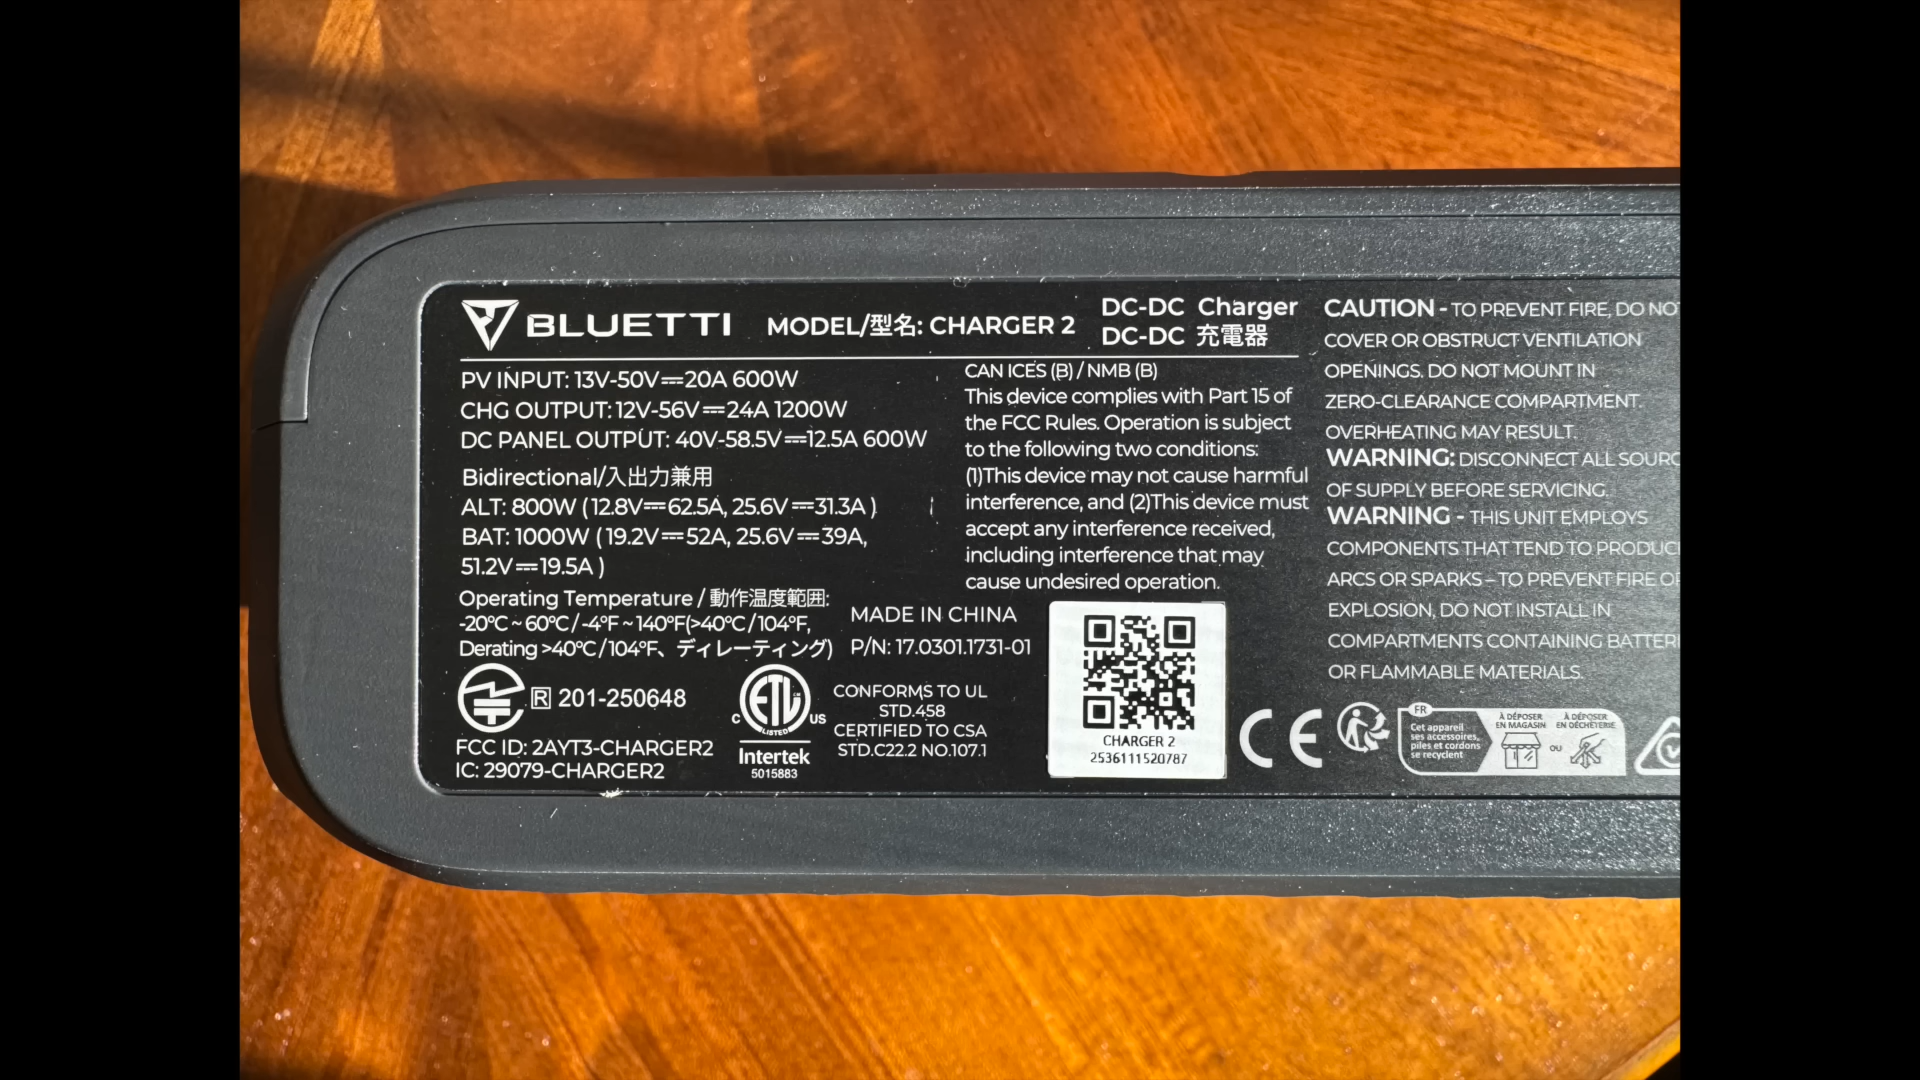 BLUETTI MODEL/型名: CHARGER 2
DC-DC Charger
DC-DC 充電器
PV INPUT: 13V-50V⎓20A 600W
CHG OUTPUT: 12V-56V⎓24A 1200W
DC PANEL OUTPUT: 40V-58.5V⎓12.5A 600W
Bidirectional/入出力兼用
ALT: 800W ( 12.8V⎓62.5A, 25.6V⎓31.3A )
BAT: 1000W ( 19.2V⎓52A, 25.6V⎓39A,
51.2V⎓19.5A )
Operating Temperature / 動作温度範囲:
-20°C ~ 60°C / -4°F ~ 140°F(>40°C / 104°F,
Derating >40°C / 104°F、ディレーティング)
R 201-250648
FCC ID: 2AYT3-CHARGER2
IC: 29079-CHARGER2
C ETL US
LISTED
Intertek
5015883
CAN ICES (B) / NMB (B)
This device complies with Part 15 of
the FCC Rules. Operation is subject
to the following two conditions:
(1)This device may not cause harmful
interference, and (2)This device must
accept any interference received,
including interference that may
cause undesired operation.
MADE IN CHINA
P/N: 17.0301.1731-01
CONFORMS TO UL
STD.458
CERTIFIED TO CSA
STD.C22.2 NO.107.1
CHARGER 2
2536111520787
CAUTION - TO PREVENT FIRE, DO NO
COVER OR OBSTRUCT VENTILATION
OPENINGS. DO NOT MOUNT IN
ZERO-CLEARANCE COMPARTMENT.
OVERHEATING MAY RESULT.
WARNING: DISCONNECT ALL SOURC
OF SUPPLY BEFORE SERVICING.
WARNING - THIS UNIT EMPLOYS
COMPONENTS THAT TEND TO PRODUC
ARCS OR SPARKS – TO PREVENT FIRE O
EXPLOSION, DO NOT INSTALL IN
COMPARTMENTS CONTAINING BATTER
OR FLAMMABLE MATERIALS.
CE
FR
Cet appareil
ses accessoires,
piles et cordons
se recyclent
À DÉPOSER
EN MAGASIN
OU
À DÉPOSER
EN DÉCHÈTERIE